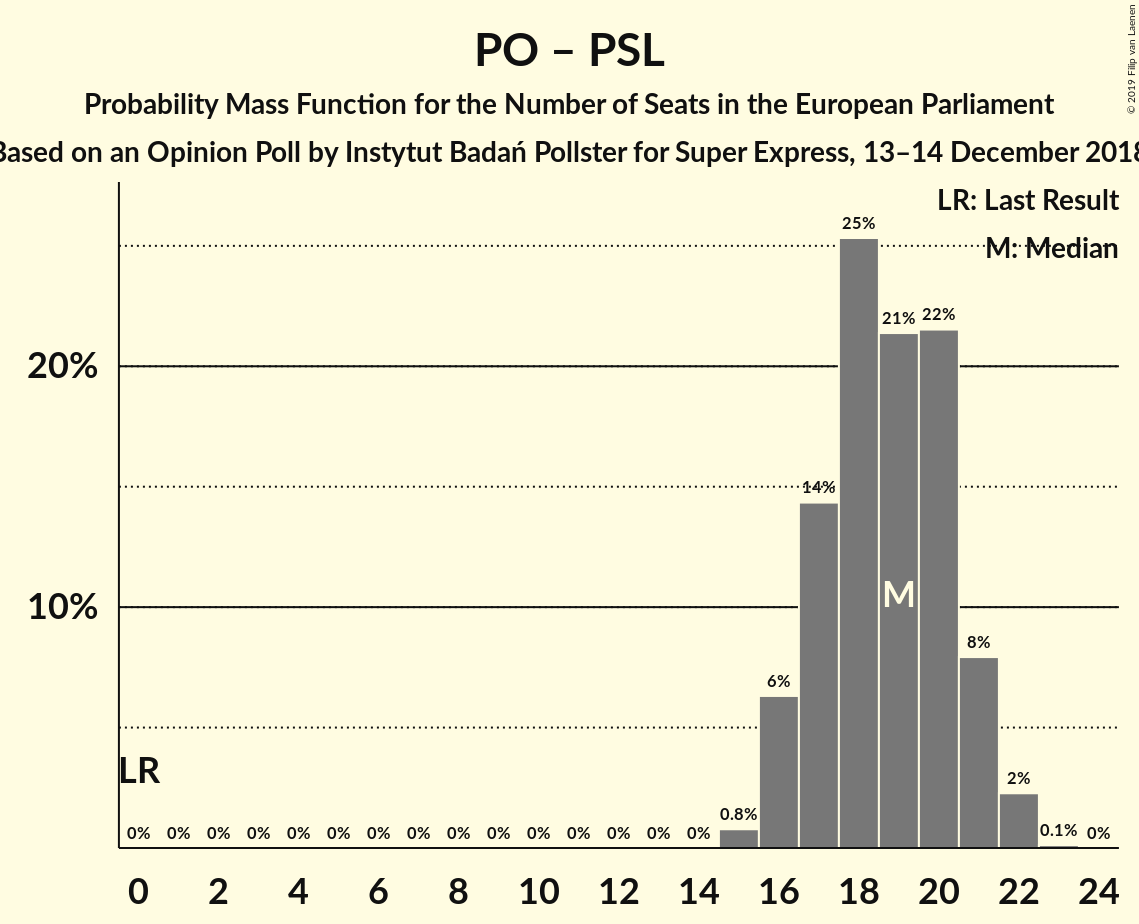 PO – PSL
Probability Mass Function for the Number of Seats in the European Parliament
Based on an Opinion Poll by Instytut Badań Pollster for Super Express, 13–14 December 2018
© 2019 Filip van Laenen
LR: Last Result
M: Median
25%
21% 22%
20%
14%
M
10%
8%
6%
LR
2%
0% 0% 0% 0% 0% 0% 0% 0% 0% 0% 0% 0% 0% 0% 0% 0.8% 0.1% 0%
0 2 4 6 8 10 12 14 16 18 20 22 24